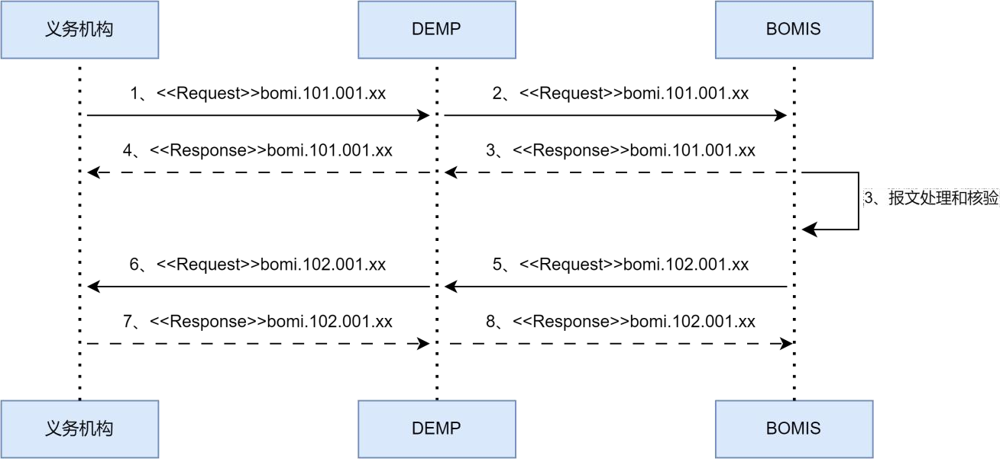 义务机构
DEMP
BOMIS
1、<<Request>>bomi.101.001.xx
2、<<Request>>bomi.101.001.xx
4、<<Response>>bomi.101.001.xx
3、<<Response>>bomi.101.001.xx
3、报文处理和核验
6、<<Request>>bomi.102.001.xx
5、<<Request>>bomi.102.001.xx
7、<<Response>>bomi.102.001.xx
8、<<Response>>bomi.102.001.xx
义务机构
DEMP
BOMIS